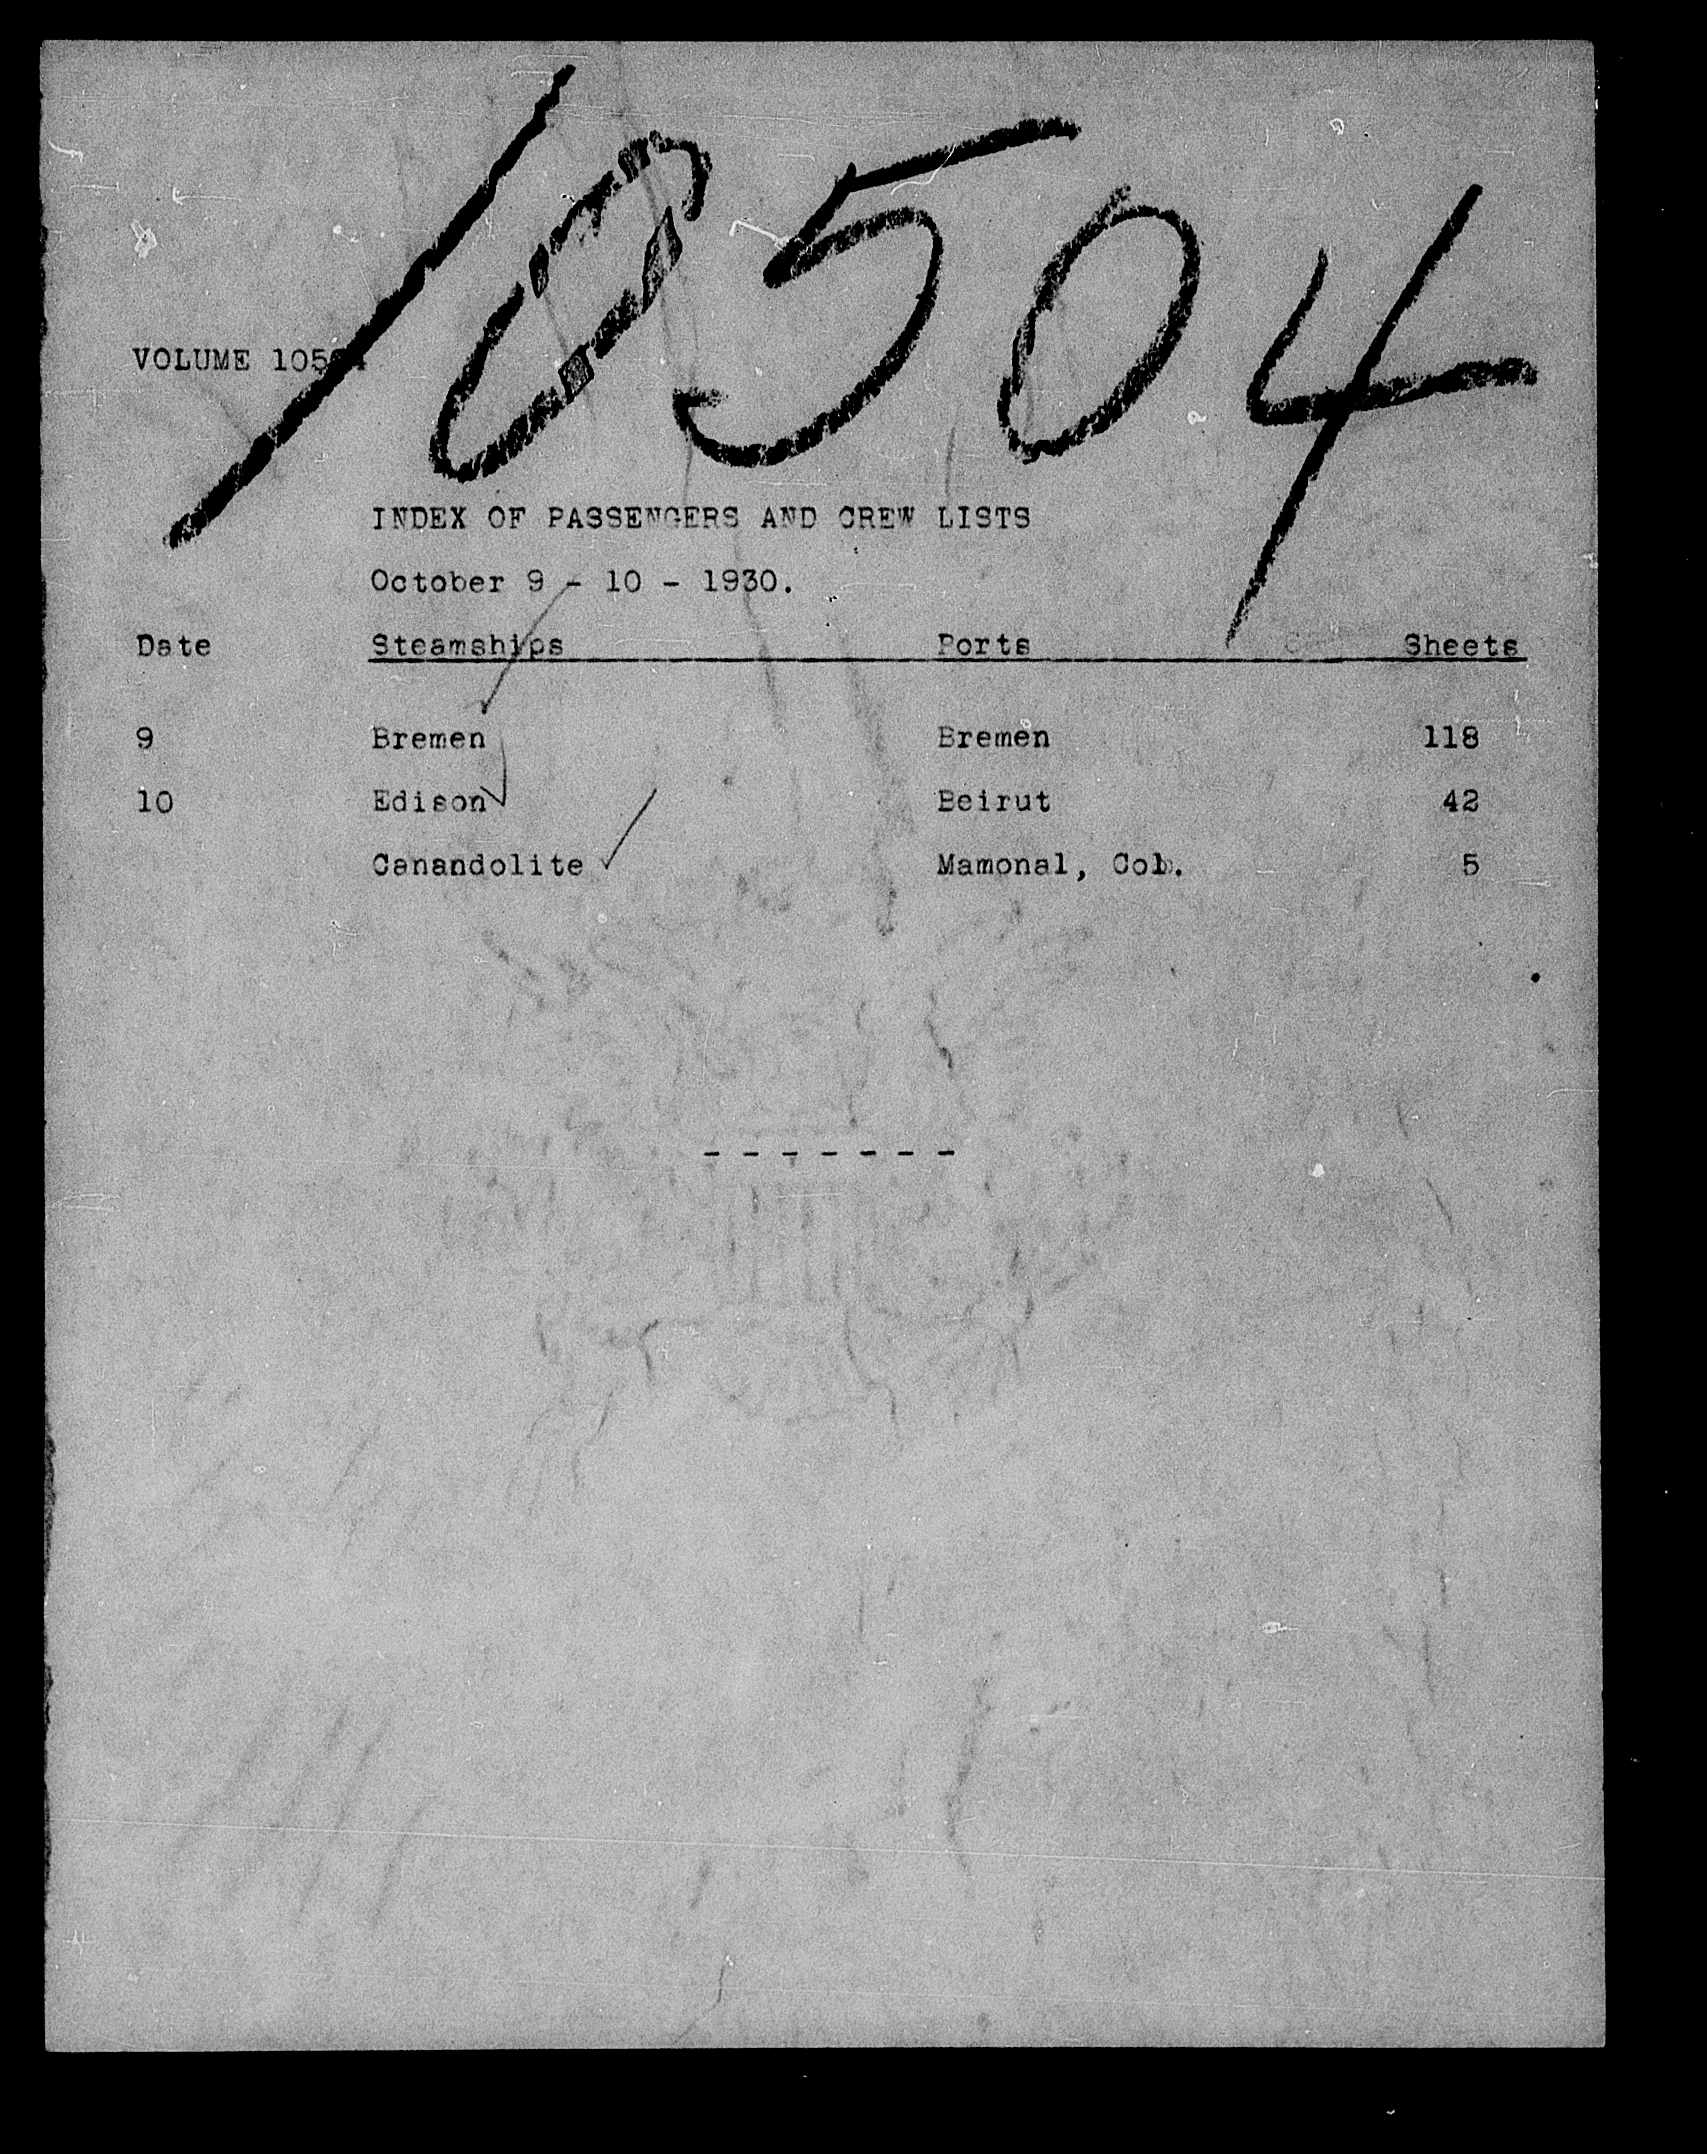 10504
VOLUME 10504
INDEX OF PASSENGERS AND CREW LISTS
October 9 - 10 - 1930.
Date Steamships Ports Sheets
9 Bremen Bremen 118
10 Edison Beirut 42
Canandolite Mamonal, Col. 5
- - - - - - -